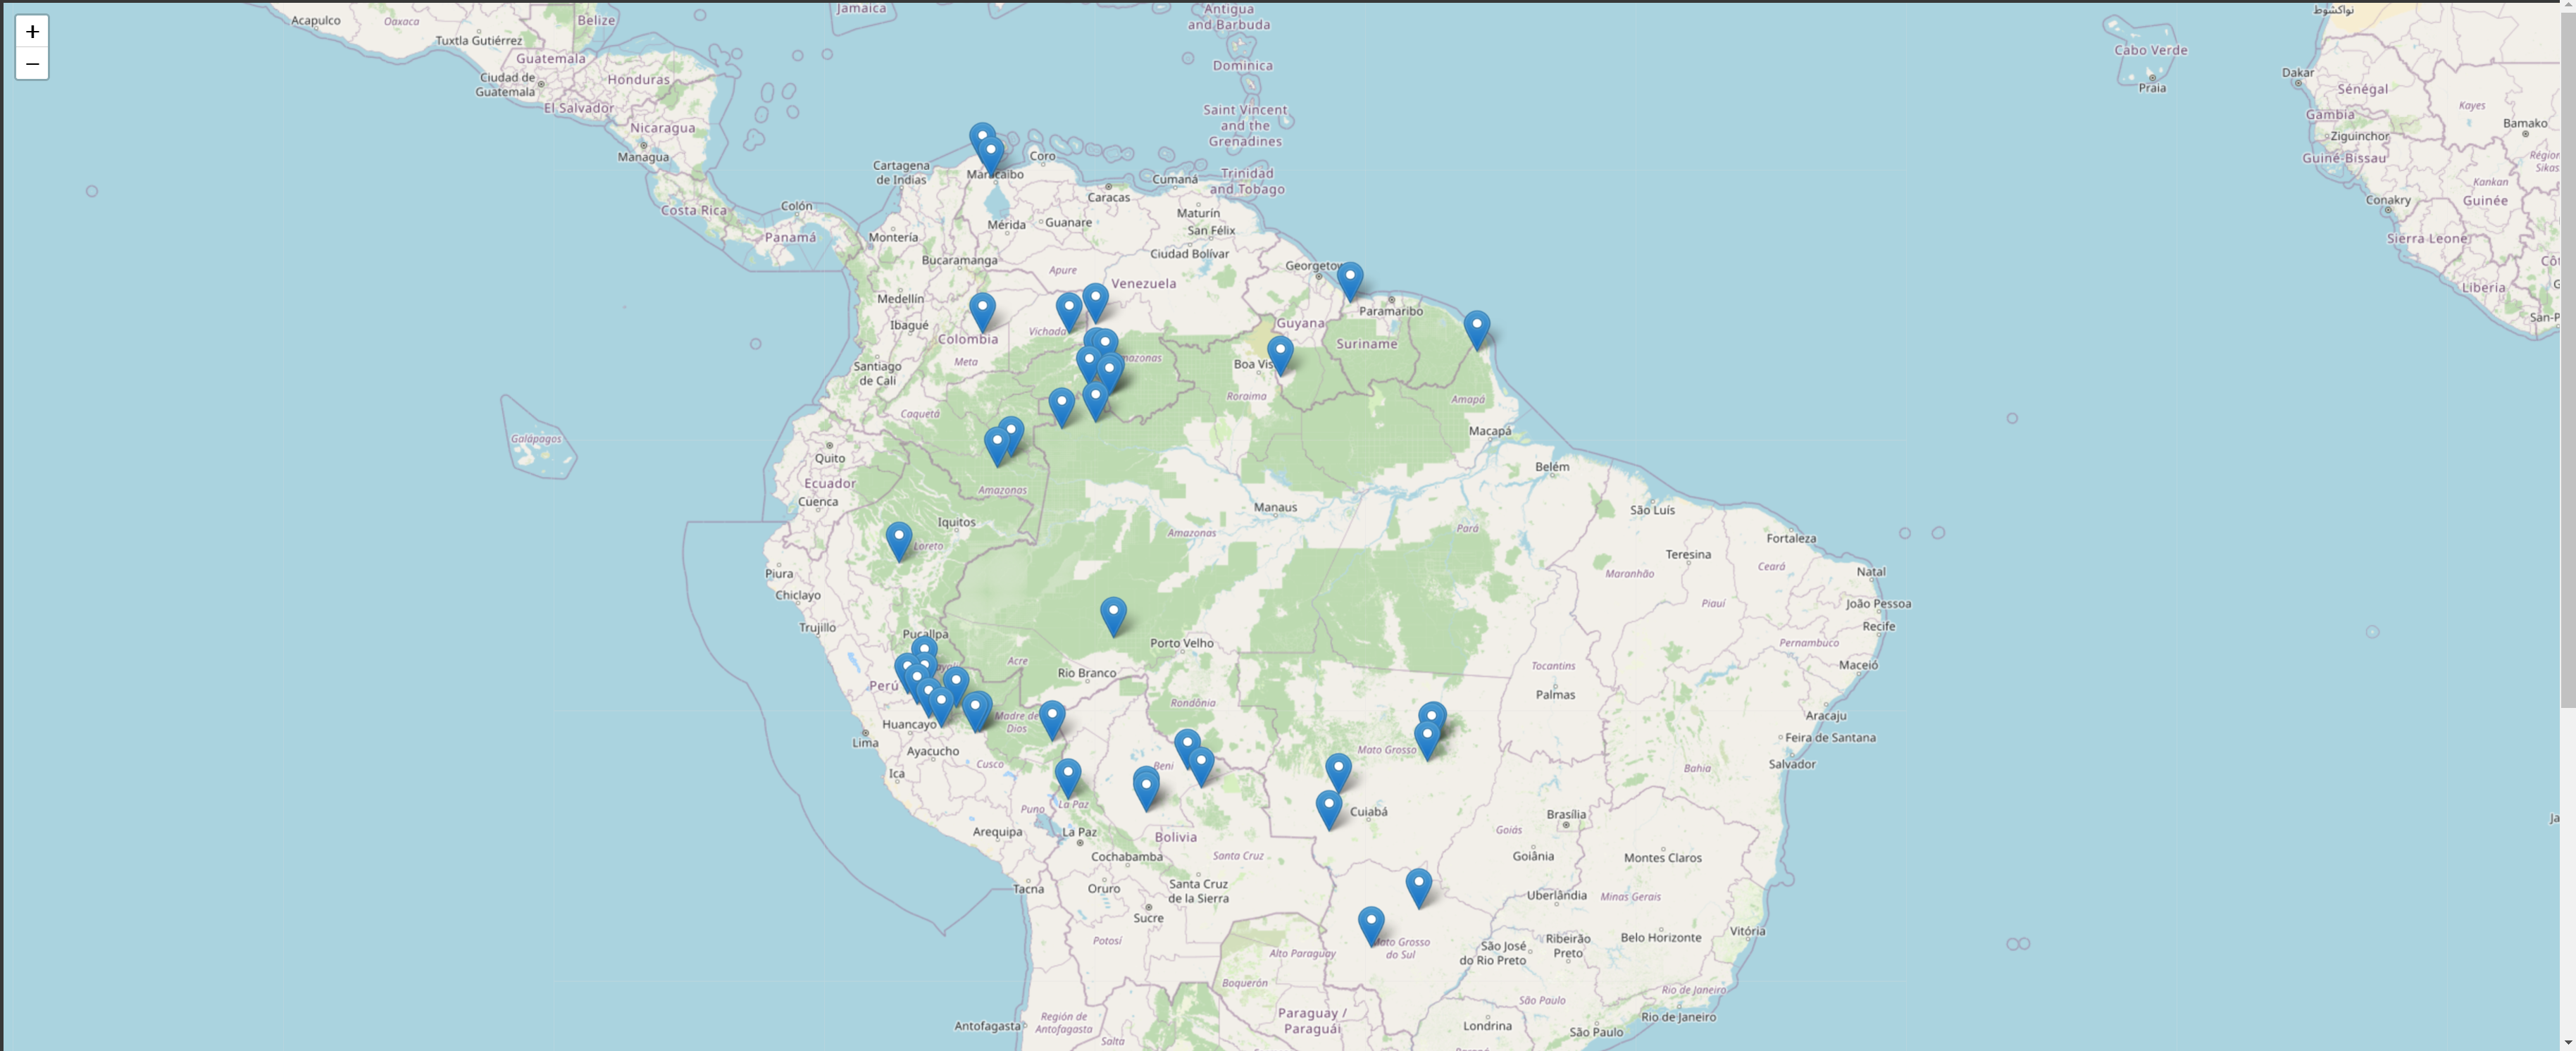 +
−
Acapulco
Oaxaca
Belize
Jamaica
Antigua
and Barbuda
نواكشوط
Tuxtla Gutiérrez
Guatemala
Honduras
Dominica
Cabo Verde
Praia
Dakar
Sénégal
Kayes
Ciudad de
Guatemala
El Salvador
Saint Vincent
and the
Grenadines
Gambia
Bamako
Nicaragua
Ziguinchor
Managua
Guiné-Bissau
Cartagena
de Indias
Coro
Maracaibo
Cumaná
Trinidad
and Tobago
Kankan
Guinée
Costa Rica
Colón
Caracas
Conakry
Panamá
Montería
Mérida
Guanare
Maturín
San Félix
Sierra Leone
Bucaramanga
Ciudad Bolívar
Apure
Venezuela
Liberia
Medellín
Ibagué
Vichada
Colombia
Paramaribo
Guyana
Suriname
Meta
Santiago
de Cali
Roraima
Amapá
Caquetá
Macapá
Galápagos
Quito
Ecuador
Cuenca
Amazonas
Belém
Manaus
São Luís
Iquitos
Loreto
Amazonas
Pará
Fortaleza
Teresina
Maranhão
Ceará
Natal
Piura
Chiclayo
Piauí
João Pessoa
Recife
Trujillo
Pucallpa
Porto Velho
Pernambuco
Acre
Rio Branco
Tocantins
Maceió
Perú
Palmas
Rondônia
Huancayo
Madre de
Dios
Aracaju
Lima
Ayacucho
Cusco
Mato Grosso
Feira de Santana
Salvador
Bahia
Ica
Beni
Puno
La Paz
Cuiabá
Brasília
Arequipa
La Paz
Bolivia
Goiás
Cochabamba
Santa Cruz
Goiânia
Montes Claros
Tacna
Oruro
Santa Cruz
de la Sierra
Uberlândia
Minas Gerais
Sucre
Potosí
Alto Paraguay
Mato Grosso
do Sul
São José
do Rio Preto
Ribeirão
Preto
Belo Horizonte
Vitória
Boquerón
São Paulo
Rio de Janeiro
Antofagasta
Región de
Antofagasta
Paraguay /
Paraguái
Londrina
São Paulo
Rio de Janeiro
Salta